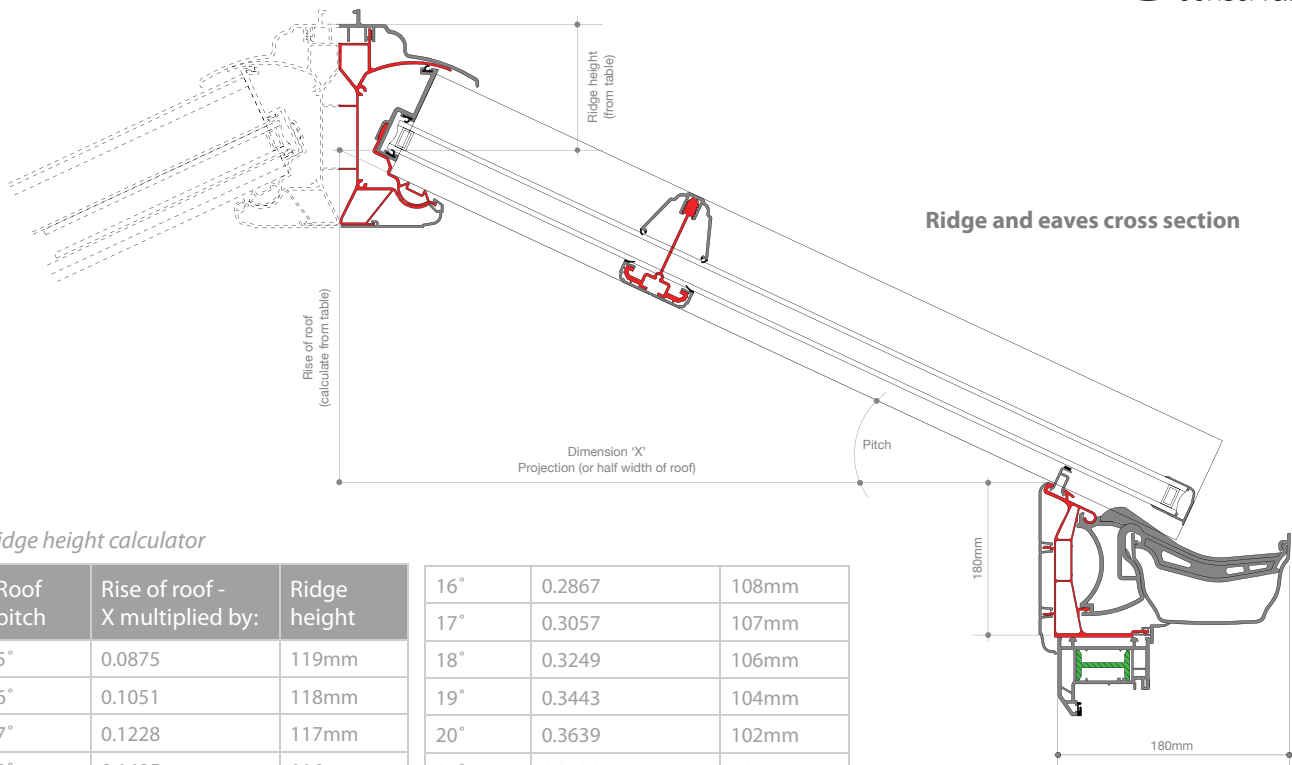 Ridge height
(from table)
Ridge and eaves cross section
Rise of roof
(calculate from table)
Pitch
Dimension ‘X’
Projection (or half width of roof)
180mm
180mm
height calculator
Rise of roof - Ridge
X multiplied by: height
5˚ 0.0875 119mm
6˚ 0.1051 118mm
7˚ 0.1228 117mm
16˚ 0.2867 108mm
17˚ 0.3057 107mm
18˚ 0.3249 106mm
19˚ 0.3443 104mm
20˚ 0.3639 102mm